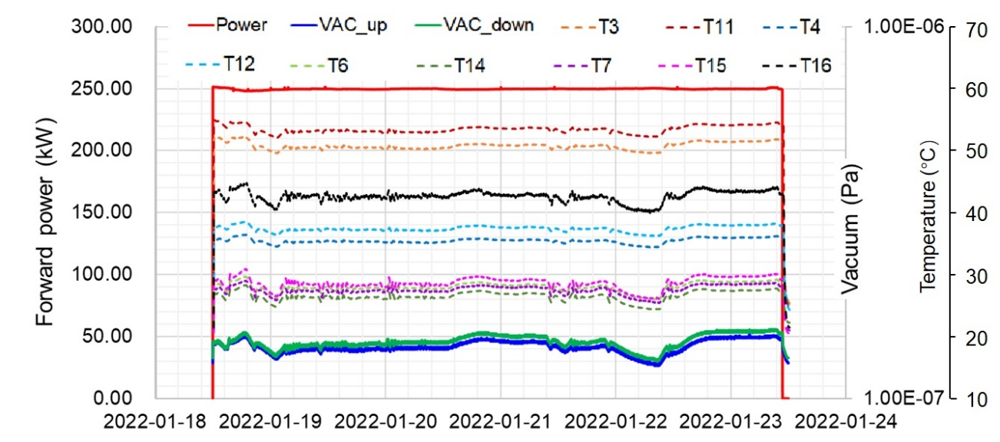 300.00 Power VAC_up VAC_down T3 T11 T4 1.00E-06 70
T12 T6 T14 T7 T15 T16
250.00 60
200.00 50
150.00 40
100.00 30
50.00 20
0.00 1.00E-07 10
Forward power (kW)
Vacuum (Pa)
Temperature (°C)
2022-01-18 2022-01-19 2022-01-20 2022-01-21 2022-01-22 2022-01-23 2022-01-24